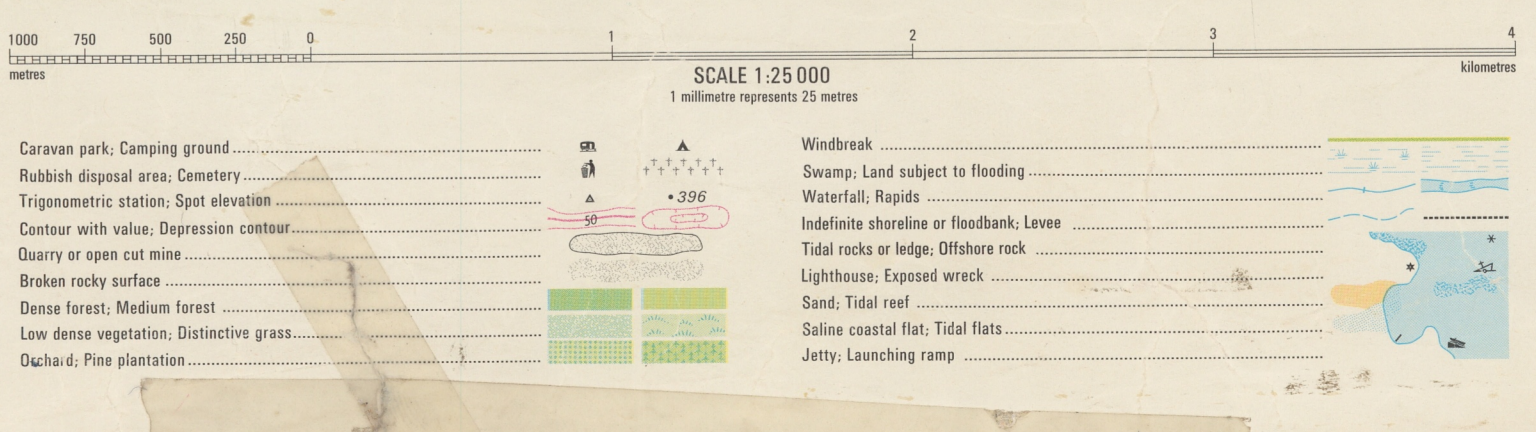 1000 750 500 250 0 1 2 3 4
metres kilometres
SCALE 1:25 000
1 millimetre represents 25 metres
Caravan park; Camping ground
Rubbish disposal area; Cemetery
Trigonometric station; Spot elevation 396
Contour with value; Depression contour 50
Quarry or open cut mine
Broken rocky surface
Dense forest; Medium forest
Low dense vegetation; Distinctive grass
Orchard; Pine plantation
Windbreak
Swamp; Land subject to flooding
Waterfall; Rapids
Indefinite shoreline or floodbank; Levee
Tidal rocks or ledge; Offshore rock
Lighthouse; Exposed wreck
Sand; Tidal reef
Saline coastal flat; Tidal flats
Jetty; Launching ramp